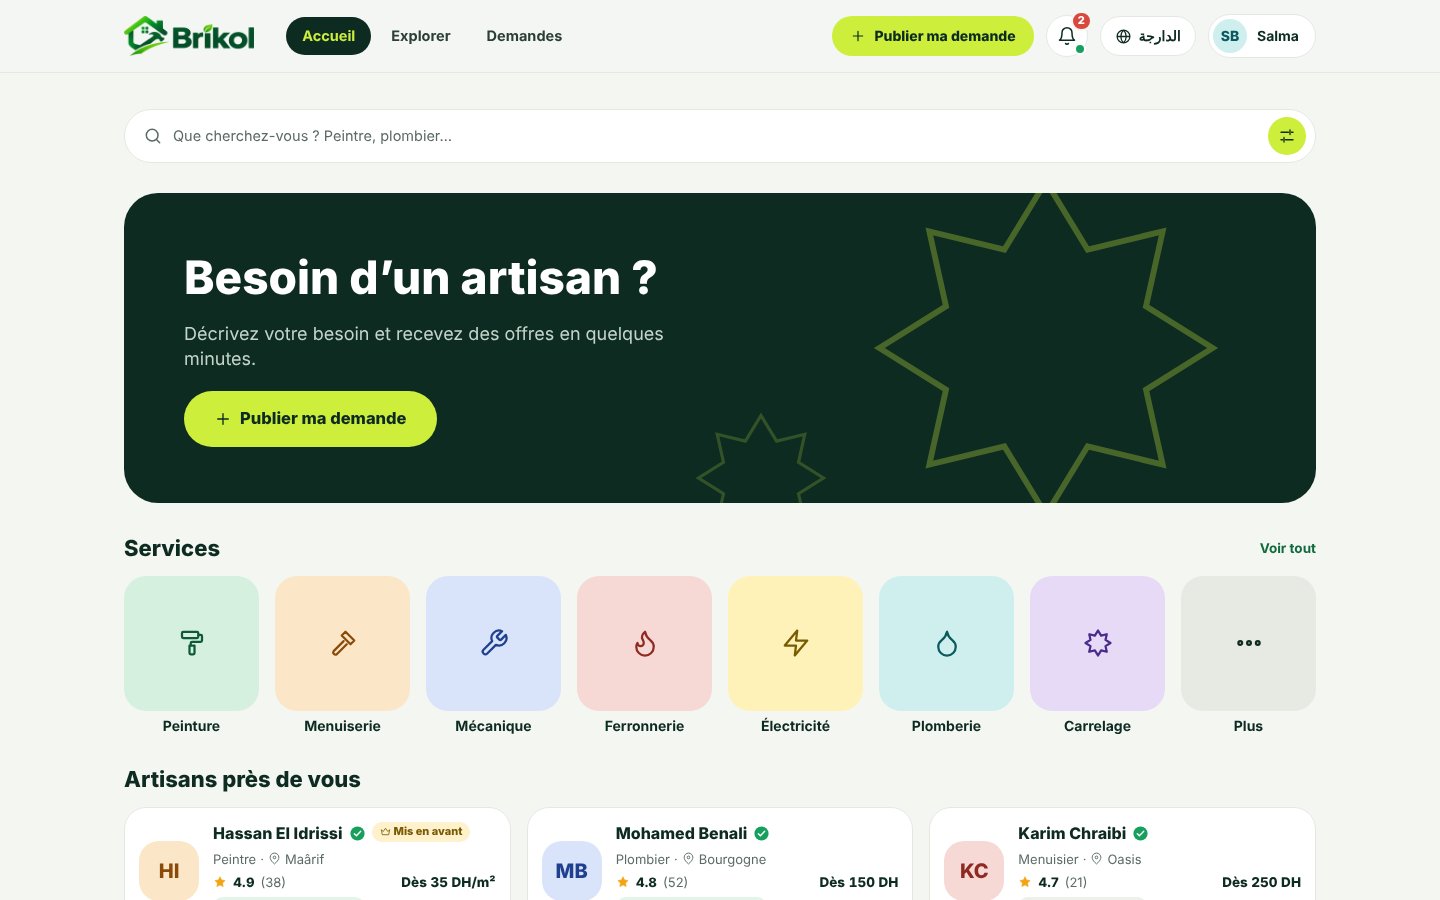 Brikol
Accueil
Explorer
Demandes
Publier ma demande
2
الدارجة
SB
Salma
Que cherchez-vous ? Peintre, plombier...
Besoin d’un artisan ?
Décrivez votre besoin et recevez des offres en quelques
minutes.
Publier ma demande
Services
Voir tout
Peinture
Menuiserie
Mécanique
Ferronnerie
Électricité
Plomberie
Carrelage
Plus
Artisans près de vous
HI
Hassan El Idrissi
Mis en avant
Peintre · Maârif
4.9 (38)
Dès 35 DH/m²
MB
Mohamed Benali
Plombier · Bourgogne
4.8 (52)
Dès 150 DH
KC
Karim Chraibi
Menuisier · Oasis
4.7 (21)
Dès 250 DH